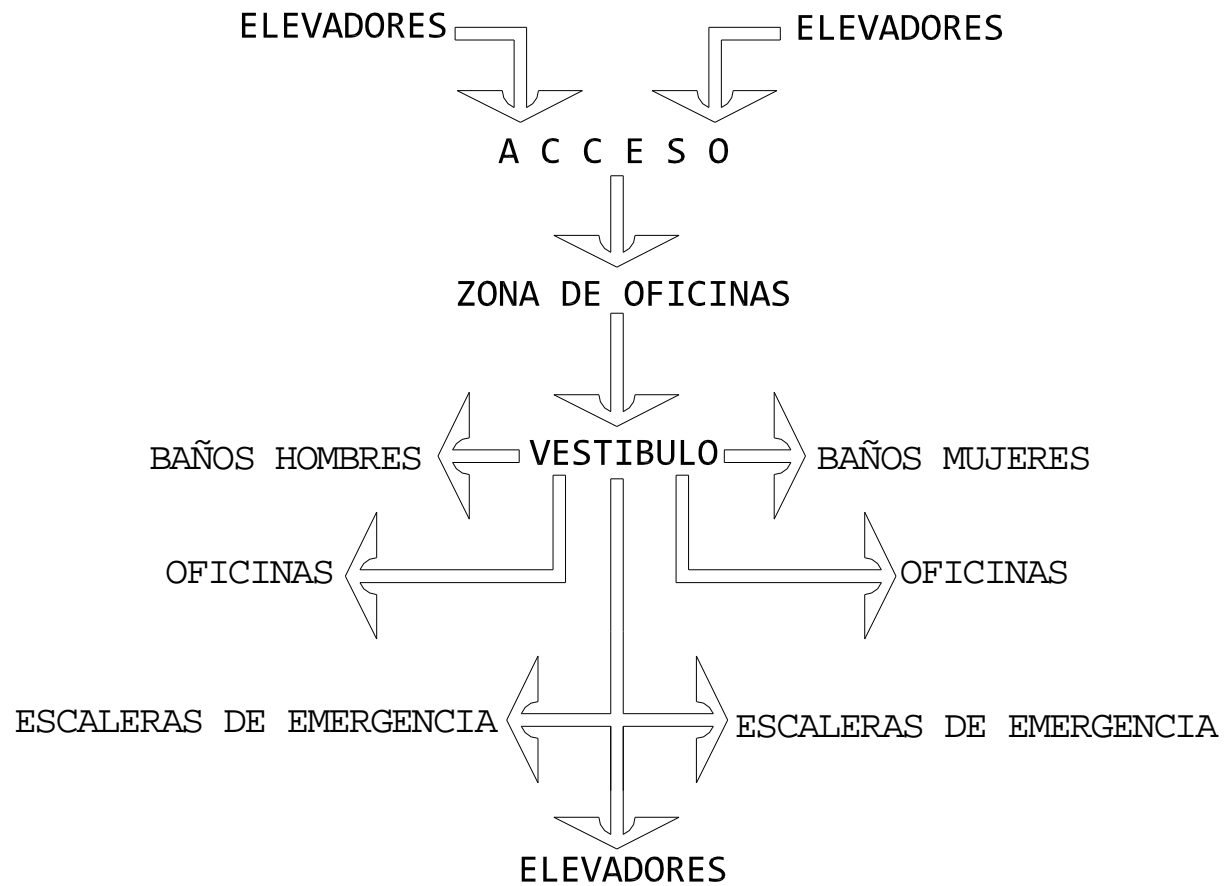 ELEVADORES
ELEVADORES
A C C E S O
ZONA DE OFICINAS
BAÑOS HOMBRES
VESTIBULO
BAÑOS MUJERES
OFICINAS
OFICINAS
ESCALERAS DE EMERGENCIA
ESCALERAS DE EMERGENCIA
ELEVADORES